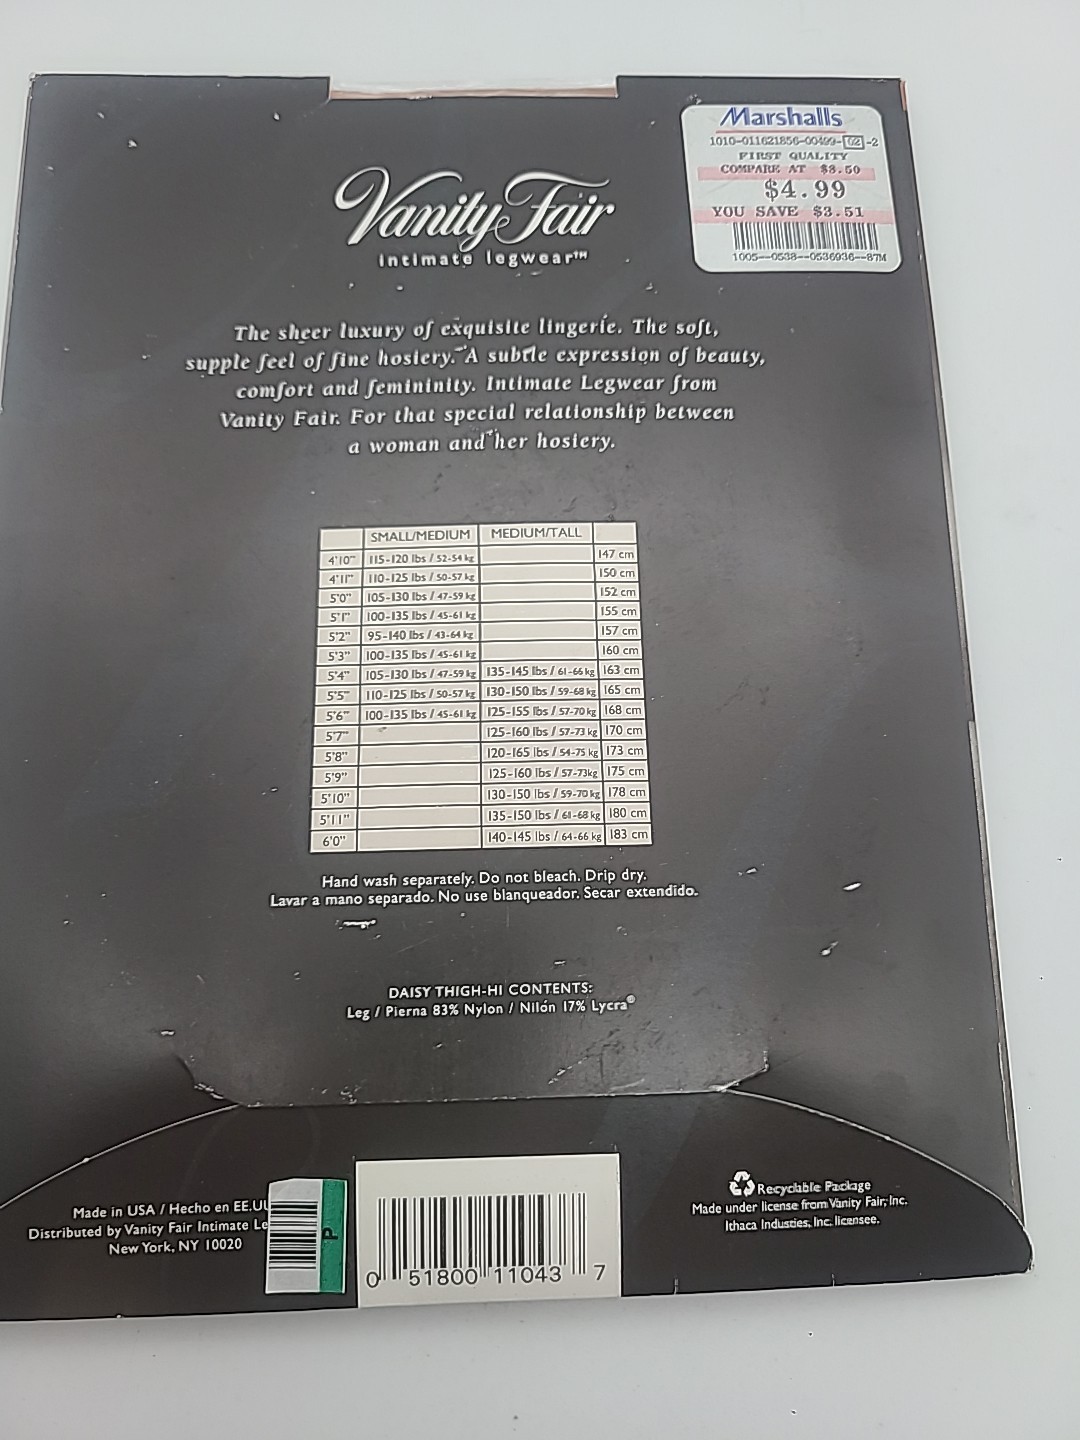 Marshalls
1010-011621856-00499-02-2
FIRST QUALITY
COMPARE AT $8.50
$4.99
YOU SAVE $3.51
1005--0538--0536936--87M
Vanity Fair
intimate legwear™
The sheer luxury of exquisite lingerie. The soft,
supple feel of fine hosiery. A subtle expression of beauty,
comfort and femininity. Intimate Legwear from
Vanity Fair. For that special relationship between
a woman and her hosiery.
SMALL/MEDIUM MEDIUM/TALL
4'10" 115-120 lbs / 52-54 kg 147 cm
4'11" 110-125 lbs / 50-57 kg 150 cm
5'0" 105-130 lbs / 47-59 kg 152 cm
5'1" 100-135 lbs / 45-61 kg 155 cm
5'2" 95-140 lbs / 43-64 kg 157 cm
5'3" 100-135 lbs / 45-61 kg 160 cm
5'4" 105-130 lbs / 47-59 kg 135-145 lbs / 61-66 kg 163 cm
5'5" 110-125 lbs / 50-57 kg 130-150 lbs / 59-68 kg 165 cm
5'6" 100-135 lbs / 45-61 kg 125-155 lbs / 57-70 kg 168 cm
5'7" 125-160 lbs / 57-73 kg 170 cm
5'8" 120-165 lbs / 54-75 kg 173 cm
5'9" 125-160 lbs / 57-73kg 175 cm
5'10" 130-150 lbs / 59-70 kg 178 cm
5'11" 135-150 lbs / 61-68 kg 180 cm
6'0" 140-145 lbs / 64-66 kg 183 cm
Hand wash separately. Do not bleach. Drip dry.
Lavar a mano separado. No use blanqueador. Secar extendido.
DAISY THIGH-HI CONTENTS:
Leg / Pierna 83% Nylon / Nilón 17% Lycra®
Made in USA / Hecho en EE.UU
Distributed by Vanity Fair Intimate Le
New York, NY 10020
P
0 51800 11043 7
Recyclable Package
Made under license from Vanity Fair, Inc.
Ithaca Industies, Inc. licensee.